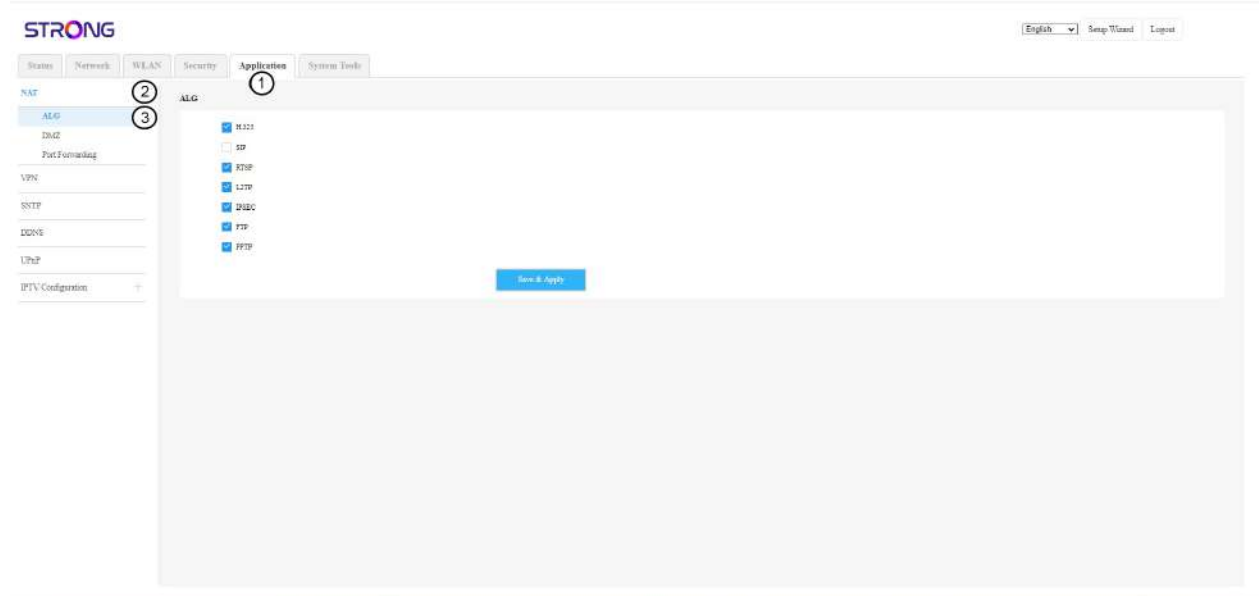 STRONG
English Setup Wizard Logout
Status Network WLAN Security Application System Tools
1
NAT 2
ALG
ALG 3
DMZ
Port Forwarding
VPN
SNTP
DDNS
UPnP
IPTV Configuration +
H.323
SIP
RTSP
L2TP
IPSEC
FTP
PPTP
Save & Apply